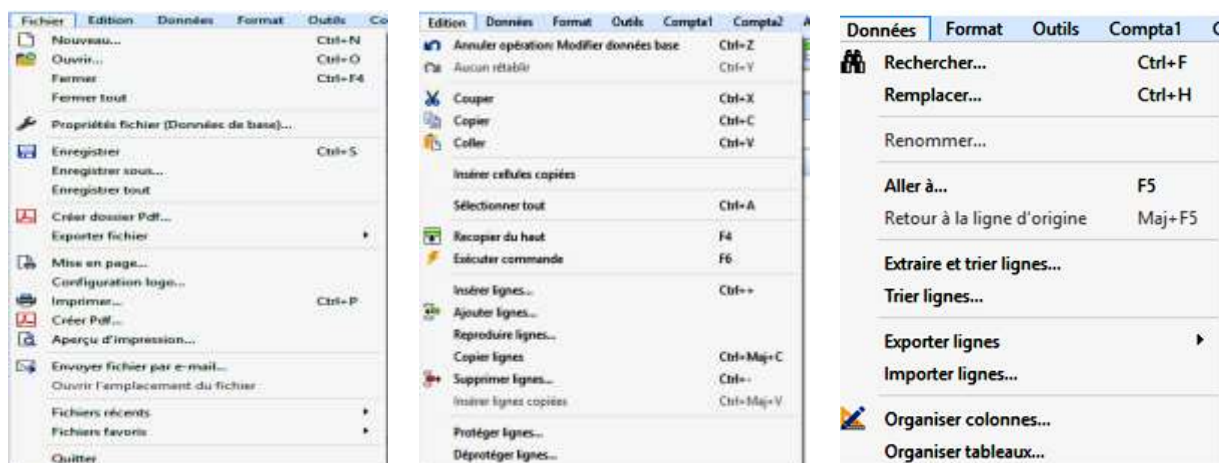 Fichier Edition Données Format Outils Co
Nouveau... Ctrl+N
Ouvrir... Ctrl+O
Fermer Ctrl+F4
Fermer tout
Propriétés fichier (Données de base)...
Enregistrer Ctrl+S
Enregistrer sous...
Enregistrer tout
Créer dossier Pdf...
Exporter fichier
Mise en page...
Configuration logo...
Imprimer... Ctrl+P
Créer Pdf...
Aperçu d'impression...
Envoyer fichier par e-mail...
Ouvrir l'emplacement du fichier
Fichiers récents
Fichiers favoris
Quitter
Edition Données Format Outils Compta1 Compta2 A
Annuler opération: Modifier données base Ctrl+Z
Aucun rétablir Ctrl+Y
Couper Ctrl+X
Copier Ctrl+C
Coller Ctrl+V
Insérer cellules copiées
Sélectionner tout Ctrl+A
Recopier du haut F4
Exécuter commande F6
Insérer lignes... Ctrl++
Ajouter lignes...
Reproduire lignes...
Copier lignes Ctrl+Maj+C
Supprimer lignes... Ctrl+-
Insérer lignes copiées Ctrl+Maj+V
Protéger lignes...
Déprotéger lignes...
Données Format Outils Compta1
Rechercher... Ctrl+F
Remplacer... Ctrl+H
Renommer...
Aller à... F5
Retour à la ligne d'origine Maj+F5
Extraire et trier lignes...
Trier lignes...
Exporter lignes
Importer lignes...
Organiser colonnes...
Organiser tableaux...